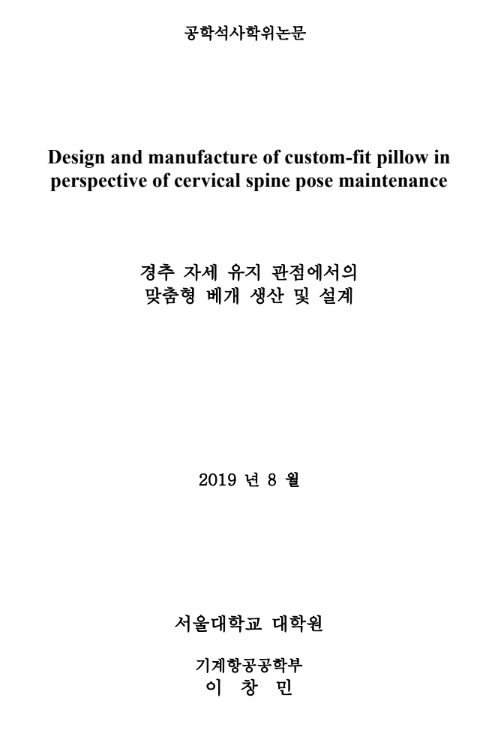 공학석사학위논문
Design and manufacture of custom-fit pillow in
perspective of cervical spine pose maintenance
경추 자세 유지 관점에서의
맞춤형 베개 생산 및 설계
2019 년 8 월
서울대학교 대학원
기계항공공학부
이 창 민